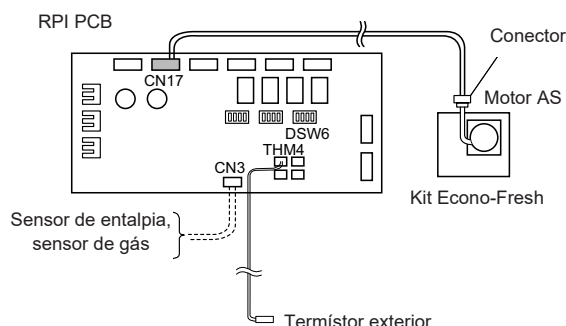 RPI PCB
Conector
CN17
Motor AS
DSW6
THM4
CN3
Kit Econo-Fresh
Sensor de entalpia,
sensor de gás
Termístor exterior